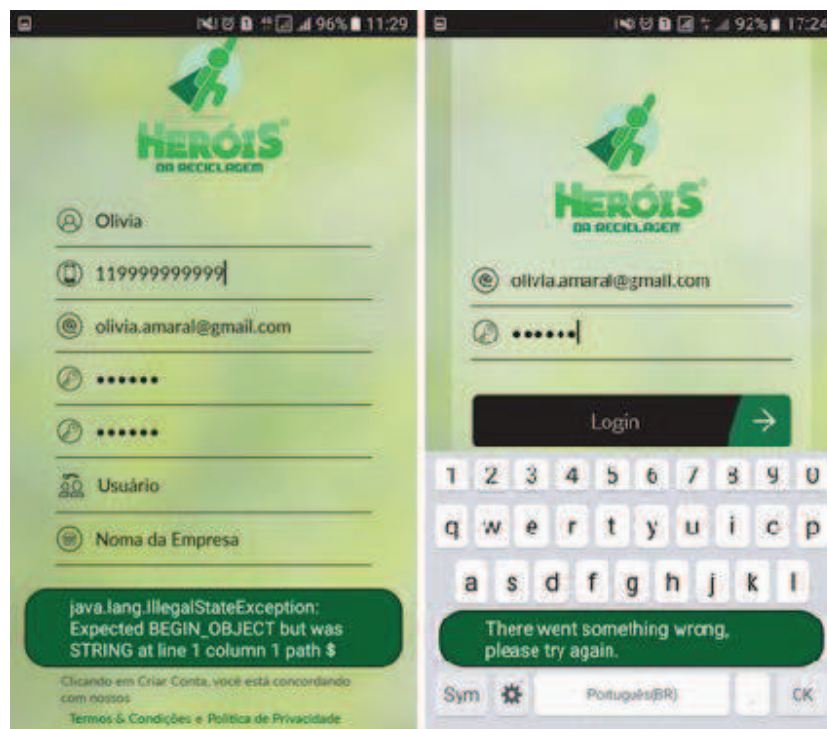 96% 11:29
HERÓIS
DA RECICLAGEM
Olivia
119999999999
olivia.amaral@gmail.com
••••••
••••••
Usuário
Noma da Empresa
java.lang.IllegalStateException:
Expected BEGIN_OBJECT but was
STRING at line 1 column 1 path $
Clicando em Criar Conta, você está concordando
com nossos
Termos & Condições e Politica de Privacidade
92% 17:24
HERÓIS
DA RECICLAGEM
olivia.amaral@gmail.com
••••••
Login
1 2 3 4 5 6 7 8 9 0
q w e r t y u i o p
a s d f g h j k l
There went something wrong,
please try again.
Sym Português(BR) . OK